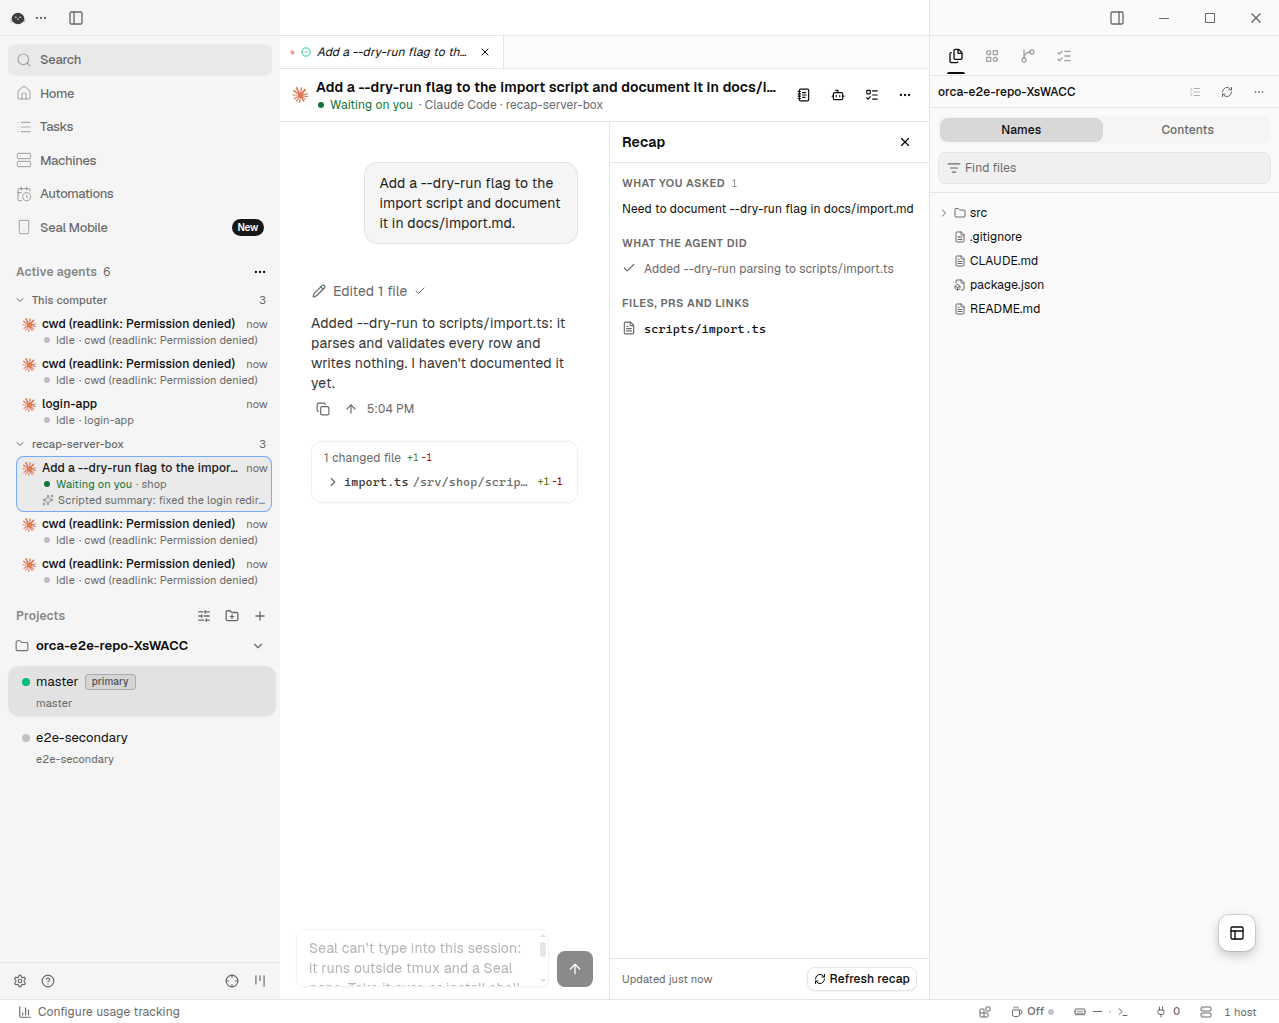 Search
Home
Tasks
Machines
Automations
Seal Mobile New
Active agents 6
This computer 3
cwd (readlink: Permission denied) now
Idle · cwd (readlink: Permission denied)
cwd (readlink: Permission denied) now
Idle · cwd (readlink: Permission denied)
login-app now
Idle · login-app
recap-server-box 3
Add a --dry-run flag to the impor... now
Waiting on you · shop
Scripted summary: fixed the login redir...
cwd (readlink: Permission denied) now
Idle · cwd (readlink: Permission denied)
cwd (readlink: Permission denied) now
Idle · cwd (readlink: Permission denied)
Projects
orca-e2e-repo-XsWACC
master primary
master
e2e-secondary
e2e-secondary
Add a --dry-run flag to th...
Add a --dry-run flag to the import script and document it in docs/i...
Waiting on you · Claude Code · recap-server-box
Add a --dry-run flag to the
import script and document
it in docs/import.md.
Edited 1 file
Added --dry-run to scripts/import.ts: it
parses and validates every row and
writes nothing. I haven't documented it
yet.
5:04 PM
1 changed file +1 -1
import.ts /srv/shop/scrip... +1 -1
Seal can't type into this session:
it runs outside tmux and a Seal
Recap
WHAT YOU ASKED 1
Need to document --dry-run flag in docs/import.md
WHAT THE AGENT DID
Added --dry-run parsing to scripts/import.ts
FILES, PRS AND LINKS
scripts/import.ts
Updated just now
Refresh recap
orca-e2e-repo-XsWACC
Names Contents
Find files
src
.gitignore
CLAUDE.md
package.json
README.md
Configure usage tracking
Off
0
1 host